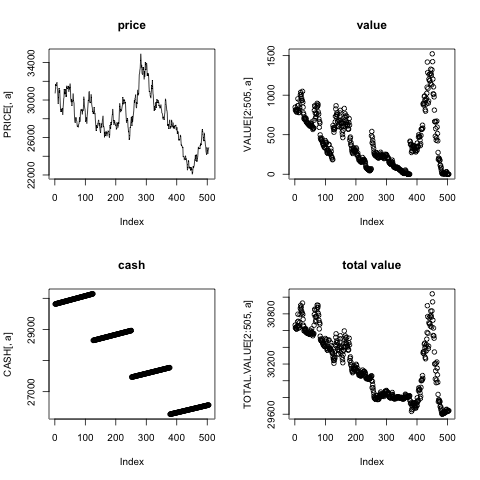 price
PRICE[, a]
22000 26000 30000 34000
0 100 200 300 400 500
Index
value
VALUE[2:505, a]
0 500 1000 1500
0 100 200 300 400 500
Index
cash
CASH[, a]
27000 29000
0 100 200 300 400 500
Index
total value
TOTAL.VALUE[2:505, a]
29600 30200 30800
0 100 200 300 400 500
Index